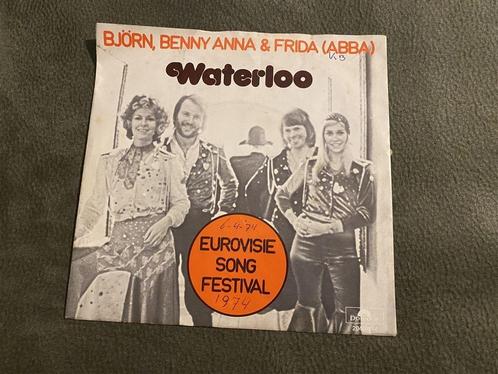 BJÖRN, BENNY ANNA & FRIDA (ABBA)
Waterloo
6-4-74
EUROVISIE
SONG
FESTIVAL
1974